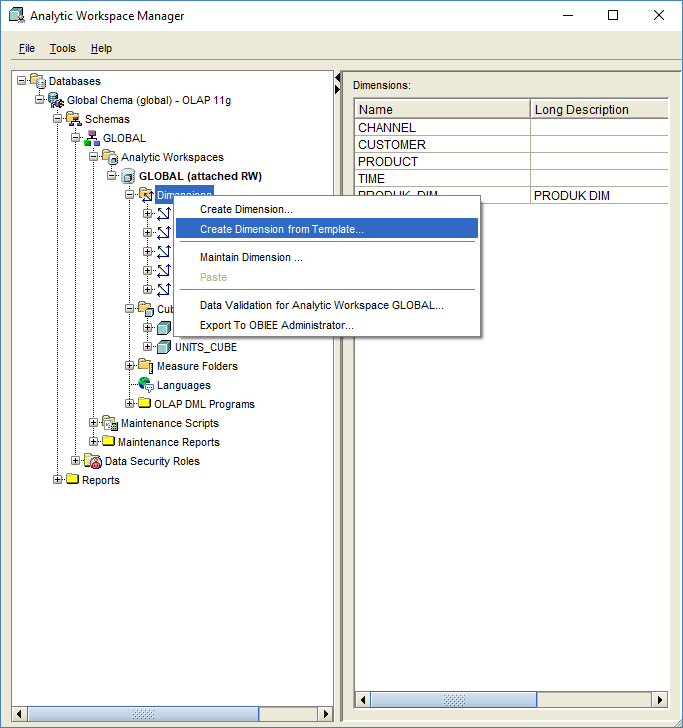 Analytic Workspace Manager
File Tools Help
Databases
Global Chema (global) - OLAP 11g
Schemas
GLOBAL
Analytic Workspaces
GLOBAL (attached RW)
Dimensions
Cub
UNITS_CUBE
Measure Folders
Languages
OLAP DML Programs
Maintenance Scripts
Maintenance Reports
Data Security Roles
Reports
Create Dimension...
Create Dimension from Template...
Maintain Dimension ...
Paste
Data Validation for Analytic Workspace GLOBAL...
Export To OBIEE Administrator...
Dimensions:
Name Long Description
CHANNEL
CUSTOMER
PRODUCT
TIME
PRODUK_DIM PRODUK DIM